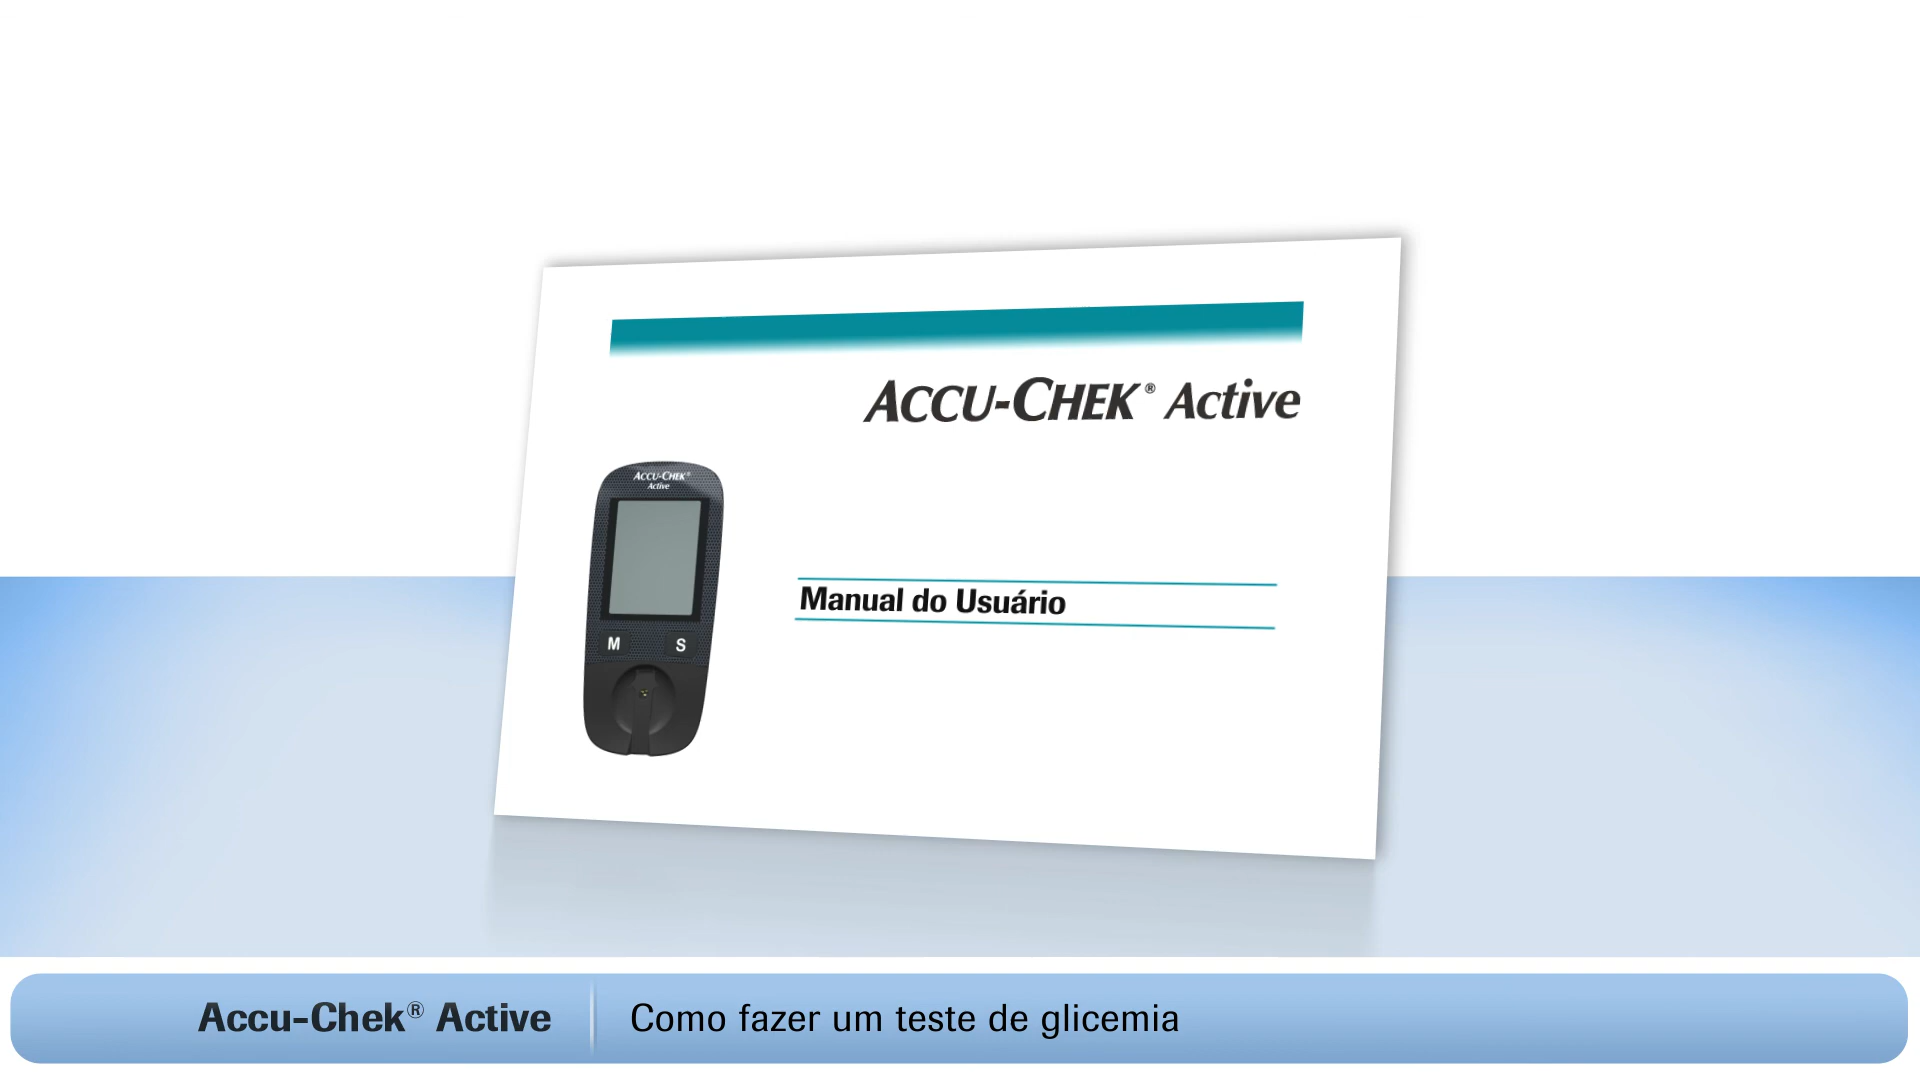 ACCU-CHEK® Active
ACCU-CHEK®
Active
M S
Manual do Usuário
Accu-Chek® Active
Como fazer um teste de glicemia